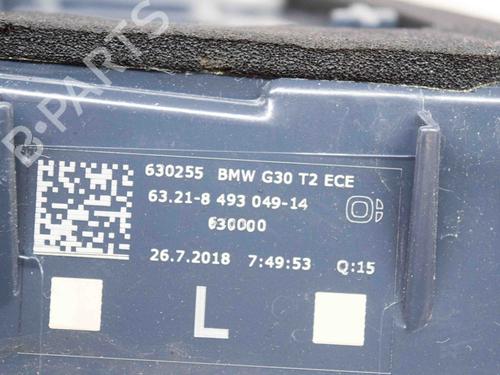 B-PARTS
630255 BMW G30 T2 ECE
63.21-8 493 049-14
630000
26.7.2018 7:49:53 Q:15
L